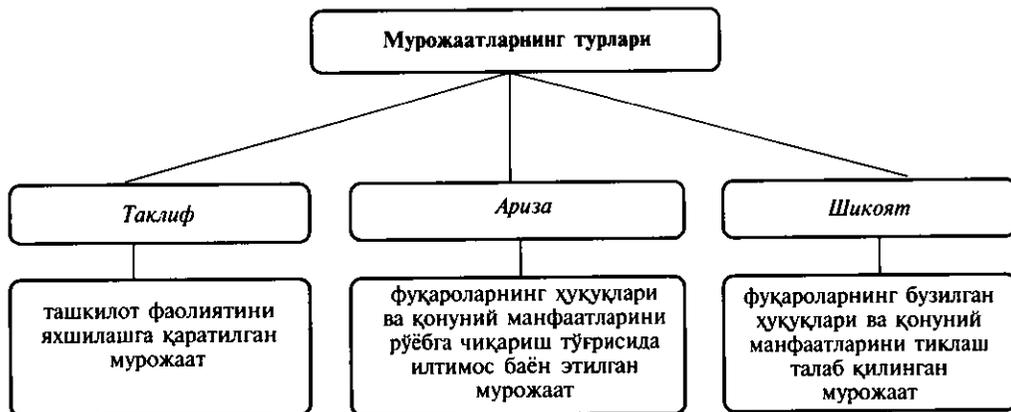 Мурожаатларнинг турлари
Таклиф
Ариза
Шикоят
ташкилот фаолиятини
яхшилашга қаратилган
мурожаат
фуқароларнинг ҳуқуқлари
ва қонуний манфаатларини
рўёбга чиқариш тўғрисида
илтимос баён этилган
мурожаат
фуқароларнинг бузилган
ҳуқуқлари ва қонуний
манфаатларини тиклаш
талаб қилинган
мурожаат